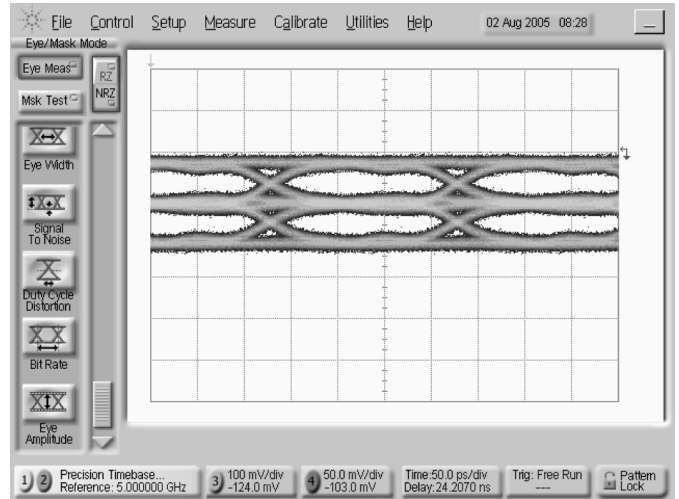 File Control Setup Measure Calibrate Utilities Help 02 Aug 2005 08:28
Eye/Mask Mode
Eye Meas
RZ
NRZ
Msk Test
Eye Width
Signal
To Noise
Duty Cycle
Distortion
Bit Rate
Eye
Amplitude
1 2 Precision Timebase...
Reference: 5.000000 GHz
3 100 mV/div
-124.0 mV
4 50.0 mV/div
-103.0 mV
Time:50.0 ps/div
Delay:24.2070 ns
Trig: Free Run
---
Pattern
Lock